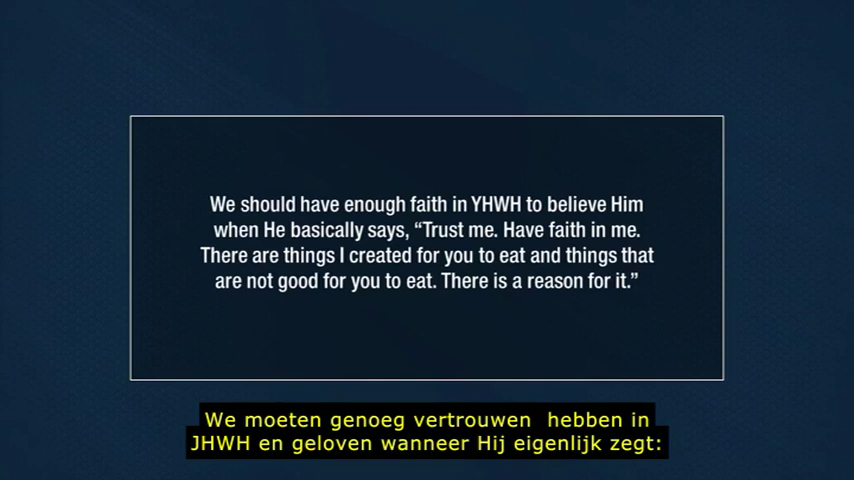 We should have enough faith in YHWH to believe Him
when He basically says, “Trust me. Have faith in me.
There are things I created for you to eat and things that
are not good for you to eat. There is a reason for it.”
We moeten genoeg vertrouwen  hebben in
JHWH en geloven wanneer Hij eigenlijk zegt: